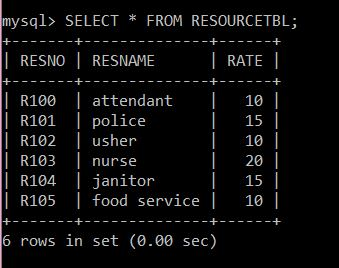 mysql> SELECT * FROM RESOURCETBL;
+-------+--------------+------+
| RESNO | RESNAME      | RATE |
+-------+--------------+------+
| R100  | attendant    |   10 |
| R101  | police       |   15 |
| R102  | usher        |   10 |
| R103  | nurse        |   20 |
| R104  | janitor      |   15 |
| R105  | food service |   10 |
+-------+--------------+------+
6 rows in set (0.00 sec)